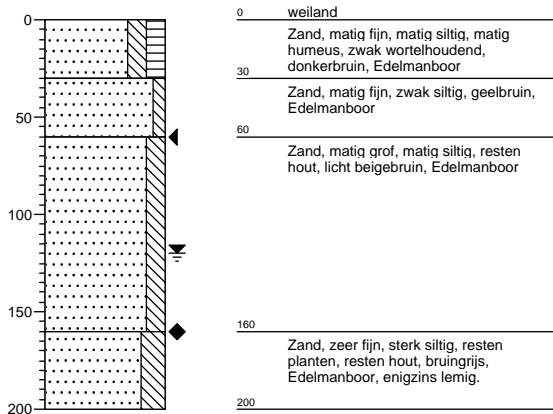 0
50
100
150
200
0 weiland
Zand, matig fijn, matig siltig, matig
humeus, zwak wortelhoudend,
donkerbruin, Edelmanboor
30
Zand, matig fijn, zwak siltig, geelbruin,
Edelmanboor
60
Zand, matig grof, matig siltig, resten
hout, licht beigebruin, Edelmanboor
160
Zand, zeer fijn, sterk siltig, resten
planten, resten hout, bruingrijs,
Edelmanboor, enigzins lemig.
200